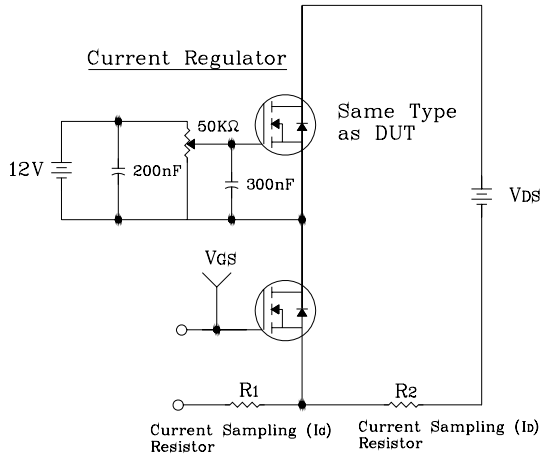 Current Regulator
Same Type
as DUT
50KΩ
12V
200nF
300nF
VDS
VGS
R1
R2
Current Sampling (IG)
Resistor
Current Sampling (ID)
Resistor